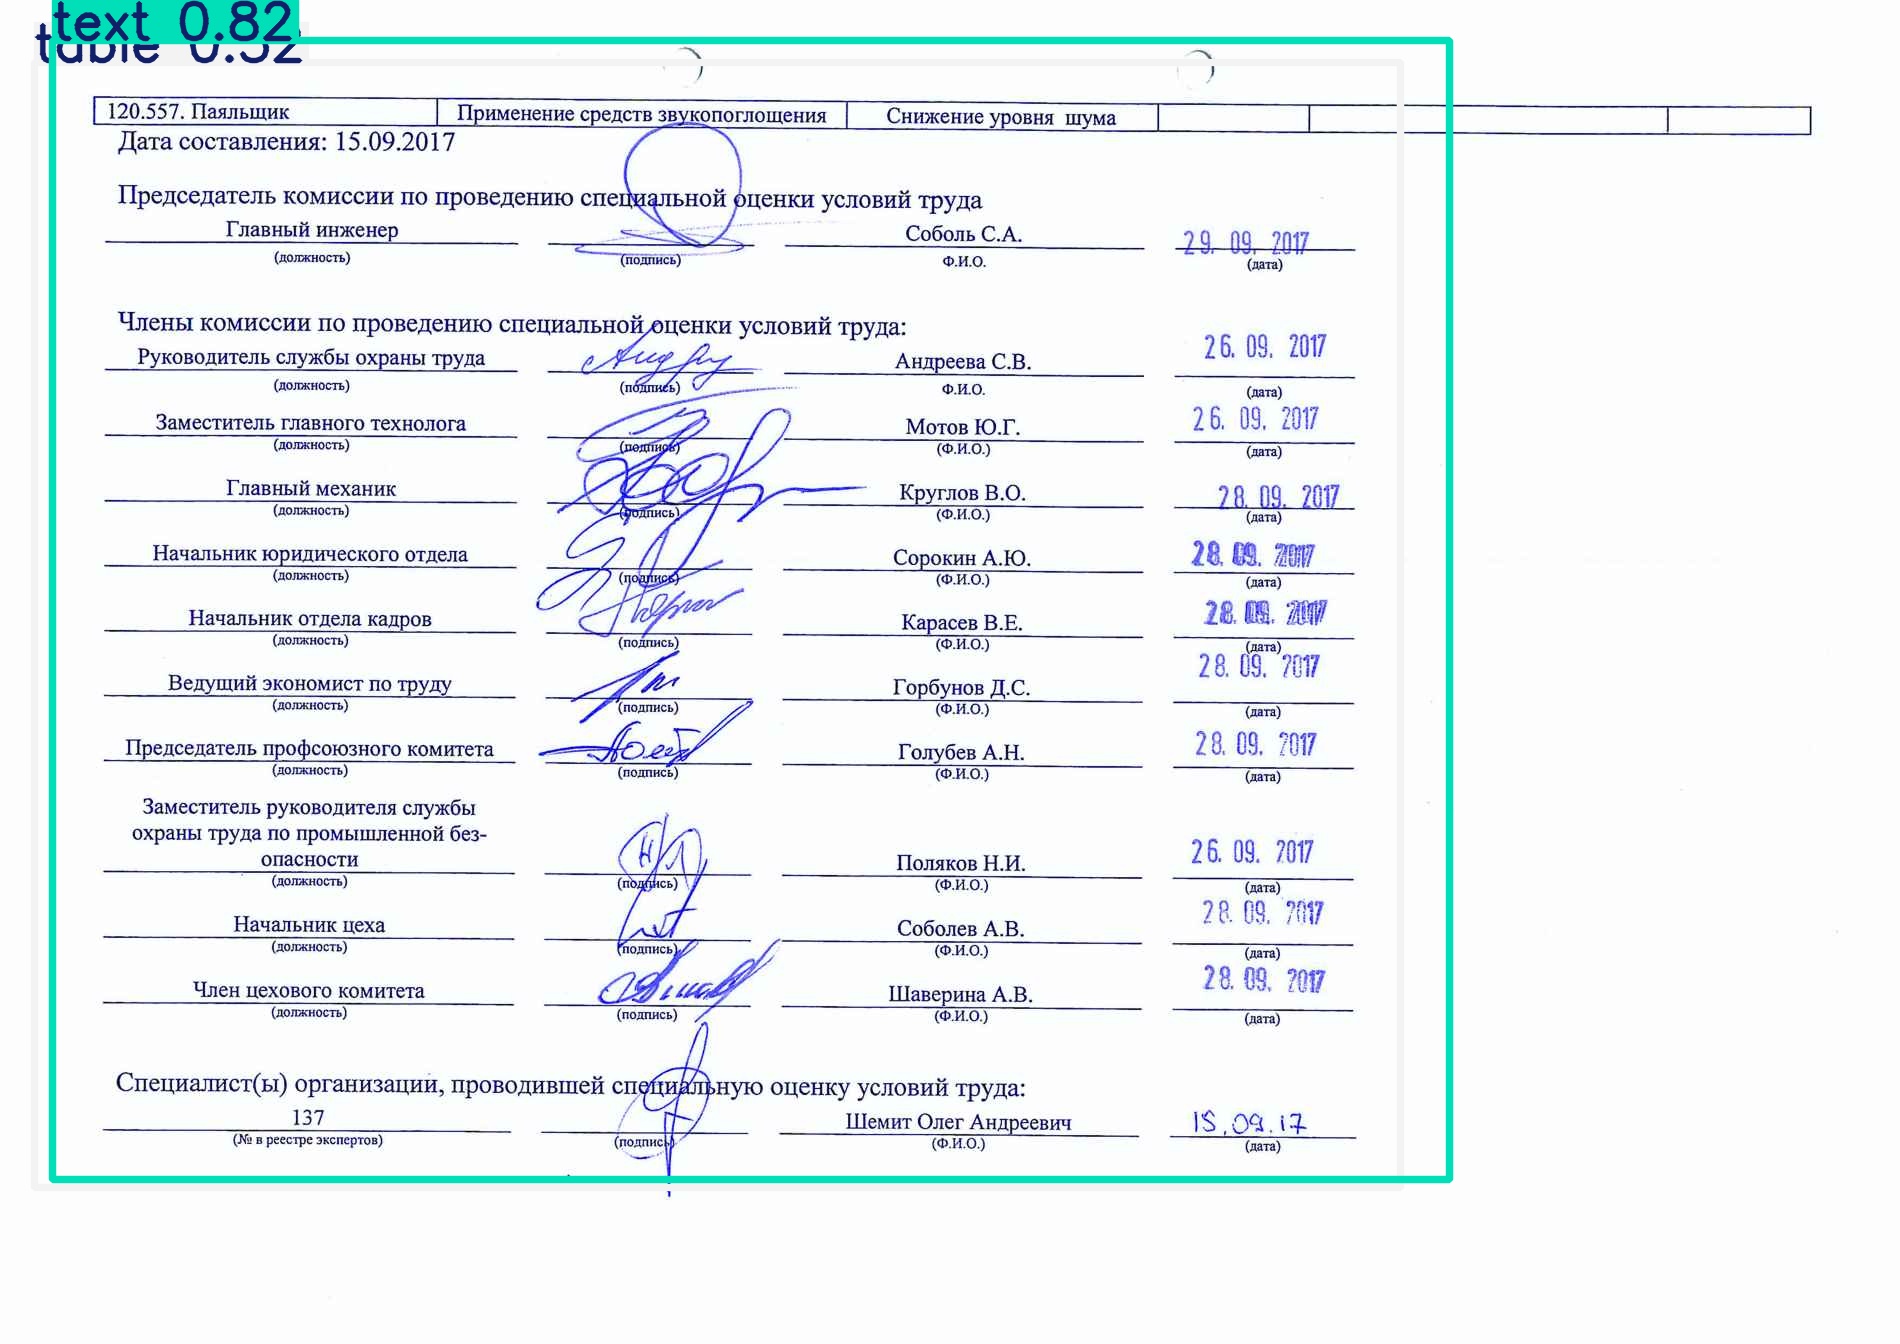 text 0.82
table 0.52
120.557. Паяльщик Применение средств звукопоглощения Снижение уровня шума
Дата составления: 15.09.2017
Председатель комиссии по проведению специальной оценки условий труда
Главный инженер Соболь С.А. 29. 09. 2017
(должность) (подпись) Ф.И.О. (дата)
Члены комиссии по проведению специальной оценки условий труда:
Руководитель службы охраны труда Андреева С.В. 26. 09. 2017
(должность) (подпись) Ф.И.О. (дата)
Заместитель главного технолога Мотов Ю.Г. 26. 09. 2017
(должность) (подпись) (Ф.И.О.) (дата)
Главный механик Круглов В.О. 28. 09. 2017
(должность) (подпись) (Ф.И.О.) (дата)
Начальник юридического отдела Сорокин А.Ю. 28. 09. 2017
(должность) (подпись) (Ф.И.О.) (дата)
Начальник отдела кадров Карасев В.Е. 28. 09. 2017
(должность) (подпись) (Ф.И.О.) (дата)
Ведущий экономист по труду Горбунов Д.С. 28. 09. 2017
(должность) (подпись) (Ф.И.О.) (дата)
Председатель профсоюзного комитета Голубев А.Н. 28. 09. 2017
(должность) (подпись) (Ф.И.О.) (дата)
Заместитель руководителя службы
охраны труда по промышленной без-
опасности Поляков Н.И. 26. 09. 2017
(должность) (подпись) (Ф.И.О.) (дата)
Начальник цеха Соболев А.В. 28. 09. 2017
(должность) (подпись) (Ф.И.О.) (дата)
Член цехового комитета Шаверина А.В. 28. 09. 2017
(должность) (подпись) (Ф.И.О.) (дата)
Специалист(ы) организации, проводившей специальную оценку условий труда:
137 Шемит Олег Андреевич 15.09.17
(№ в реестре экспертов) (подпись) (Ф.И.О.) (дата)